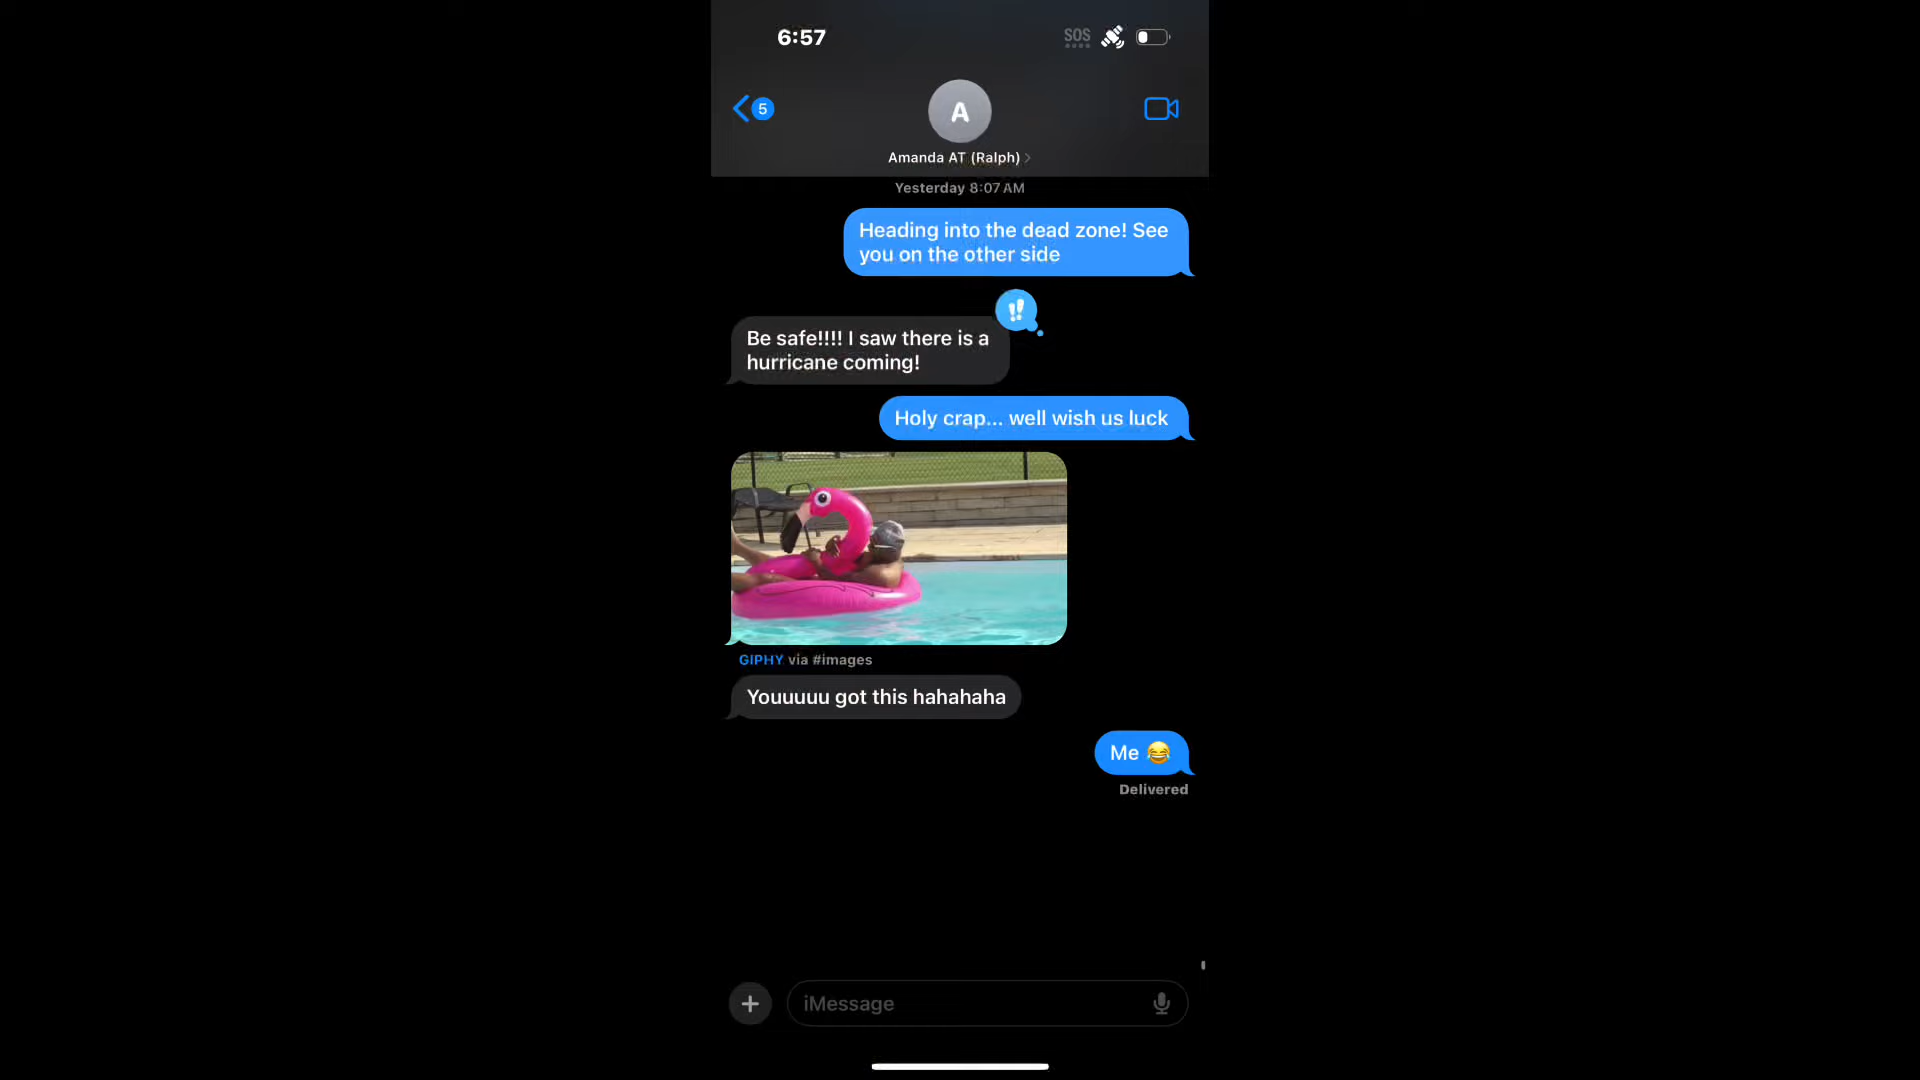 6:57
SOS
5
A
Amanda AT (Ralph)
Yesterday 8:07 AM
Heading into the dead zone! See
you on the other side
!!
Be safe!!!! I saw there is a
hurricane coming!
Holy crap... well wish us luck
GIPHY via #images
Youuuuu got this hahahaha
Me 😂
Delivered
iMessage